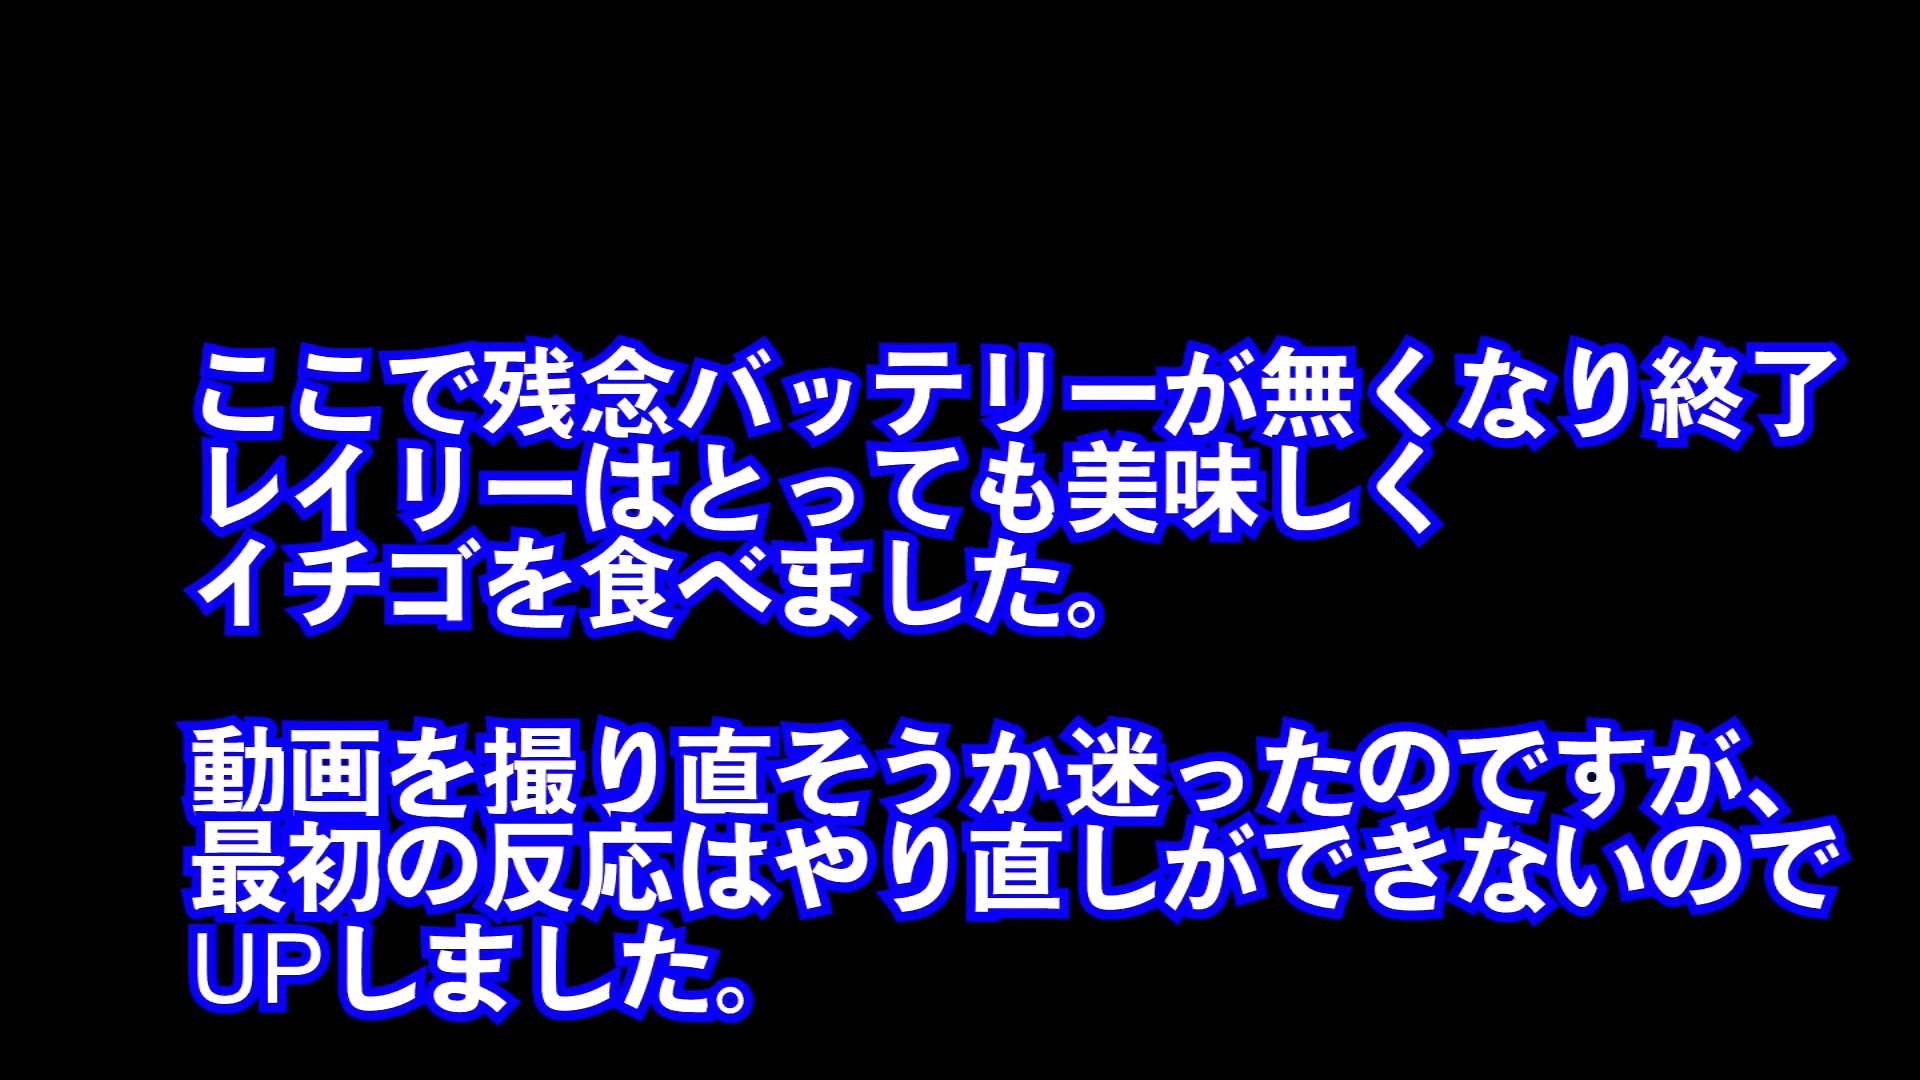 ここで残念バッテリーが無くなり終了
レイリーはとっても美味しく
イチゴを食べました。
動画を撮り直そうか迷ったのですが、
最初の反応はやり直しができないので
UPしました。